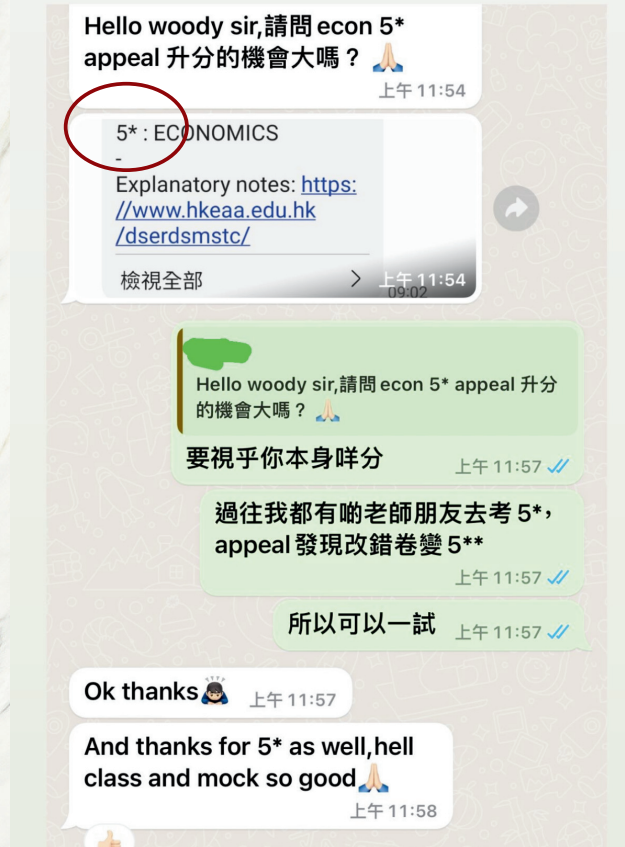 Hello woody sir,請問 econ 5*
appeal 升分的機會大嗎？ 🙏🏻
上午 11:54
5* : ECONOMICS
-
Explanatory notes: https:
//www.hkeaa.edu.hk
/dserdsmstc/
檢視全部
上午 11:54
09:02
Hello woody sir,請問 econ 5* appeal 升分
的機會大嗎？ 🙏🏻
要視乎你本身咩分
上午 11:57
過往我都有啲老師朋友去考 5*，
appeal 發現改錯卷變 5**
上午 11:57
所以可以一試
上午 11:57
Ok thanks🙇🏻‍♂️
上午 11:57
And thanks for 5* as well,hell
class and mock so good🙏🏻
上午 11:58